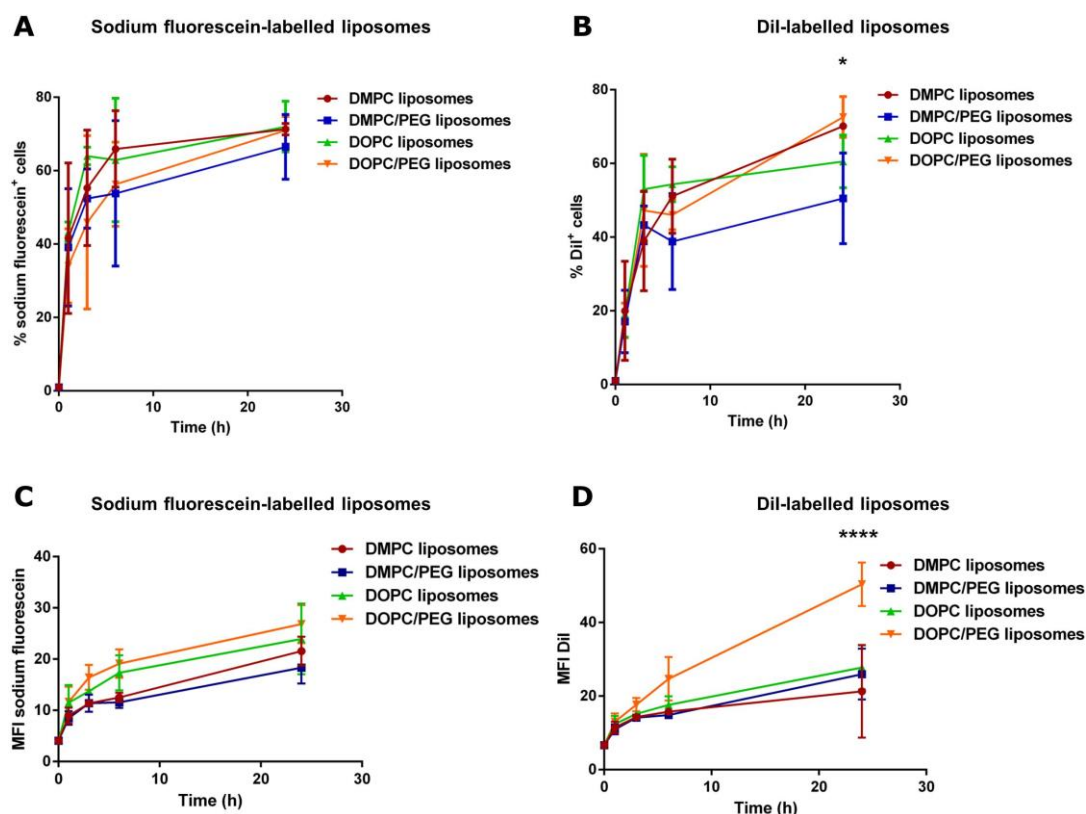 A
Sodium fluorescein-labelled liposomes
80
60
40
20
0
% sodium fluorescein+ cells
0 10 20 30
Time (h)
DMPC liposomes
DMPC/PEG liposomes
DOPC liposomes
DOPC/PEG liposomes
B
DiI-labelled liposomes
*
80
60
40
20
0
% DiI+ cells
0 10 20 30
Time (h)
DMPC liposomes
DMPC/PEG liposomes
DOPC liposomes
DOPC/PEG liposomes
C
Sodium fluorescein-labelled liposomes
40
30
20
10
0
MFI sodium fluorescein
0 10 20 30
Time (h)
DMPC liposomes
DMPC/PEG liposomes
DOPC liposomes
DOPC/PEG liposomes
D
DiI-labelled liposomes
****
60
40
20
0
MFI DiI
0 10 20 30
Time (h)
DMPC liposomes
DMPC/PEG liposomes
DOPC liposomes
DOPC/PEG liposomes